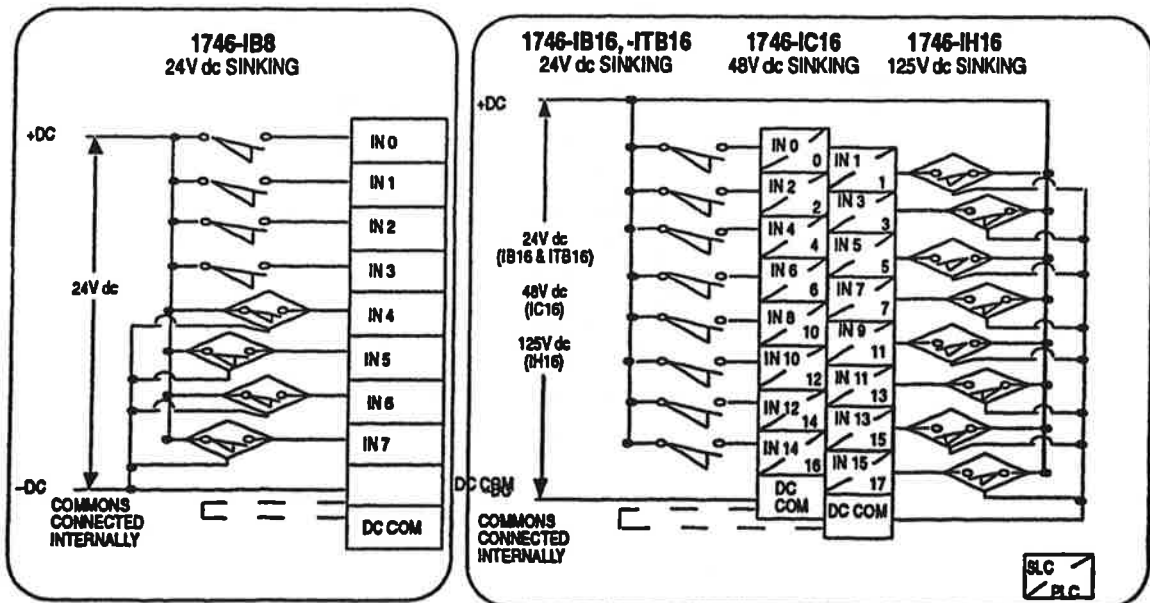 1746-IB8
24V dc SINKING
+DC
24V dc
IN 0
IN 1
IN 2
IN 3
IN 4
IN 5
IN 6
IN 7
–DC
COMMONS
CONNECTED
INTERNALLY
DC COM
DC COM
1746-IB16, -ITB16
24V dc SINKING
1746-IC16
48V dc SINKING
1746-IH16
125V dc SINKING
+DC
24V dc
(IB16 & ITB16)
48V dc
(IC16)
125V dc
(IH16)
IN 0
0
IN 1
1
IN 2
2
IN 3
3
IN 4
4
IN 5
5
IN 6
6
IN 7
7
IN 8
10
IN 9
11
IN 10
12
IN 11
13
IN 12
14
IN 13
15
IN 14
16
IN 15
17
DC
COM
DC COM
–DC
COMMONS
CONNECTED
INTERNALLY
SLC
PLC